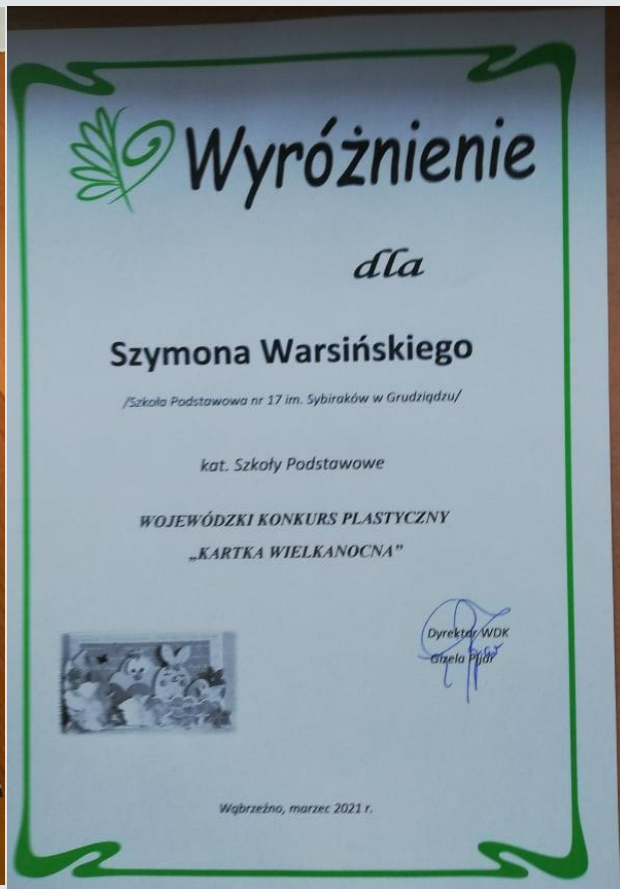 Wyróżnienie
dla
Szymona Warsińskiego
/Szkoła Podstawowa nr 17 im. Sybiraków w Grudziądzu/
kat. Szkoły Podstawowe
WOJEWÓDZKI KONKURS PLASTYCZNY
„KARTKA WIELKANOCNA”
Dyrektor WDK
Gizela Pijar
Wąbrzeźno, marzec 2021 r.